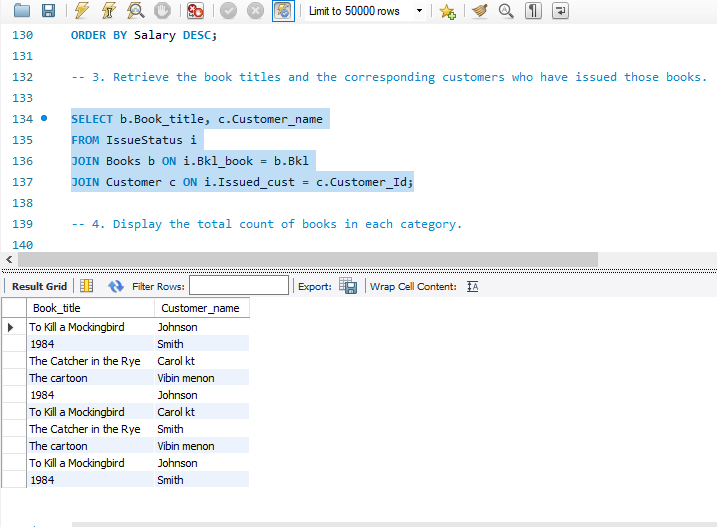 Limit to 50000 rows
130 ORDER BY Salary DESC;
131
132 -- 3. Retrieve the book titles and the corresponding customers who have issued those books.
133
134 SELECT b.Book_title, c.Customer_name
135 FROM IssueStatus i
136 JOIN Books b ON i.Bkl_book = b.Bkl
137 JOIN Customer c ON i.Issued_cust = c.Customer_Id;
138
139 -- 4. Display the total count of books in each category.
140
Result Grid Filter Rows: Export: Wrap Cell Content: IA
Book_title Customer_name
To Kill a Mockingbird Johnson
1984 Smith
The Catcher in the Rye Carol kt
The cartoon Vibin menon
1984 Johnson
To Kill a Mockingbird Carol kt
The Catcher in the Rye Smith
The cartoon Vibin menon
To Kill a Mockingbird Johnson
1984 Smith